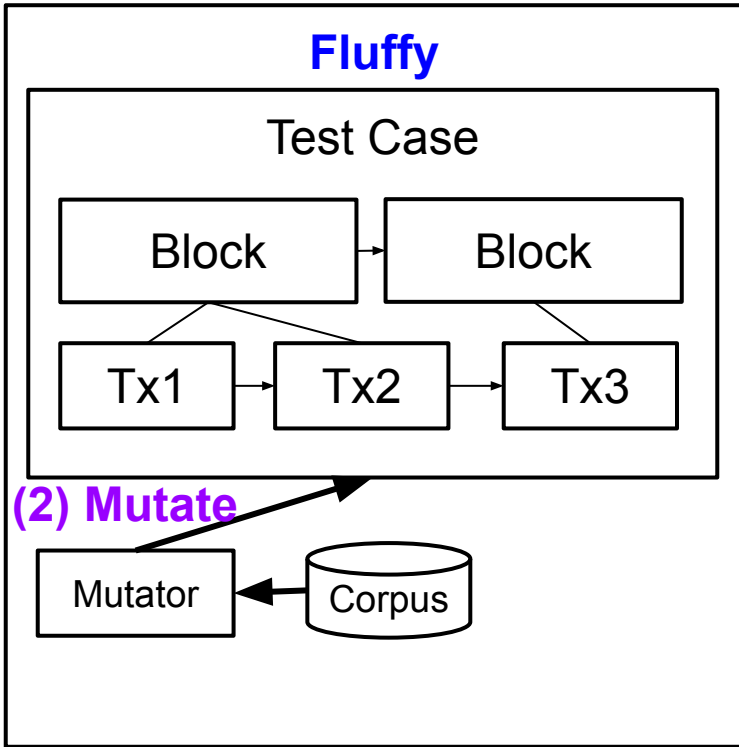 Fluffy
Test Case
Block
Block
Tx1
Tx2
Tx3
(2) Mutate
Mutator
Corpus